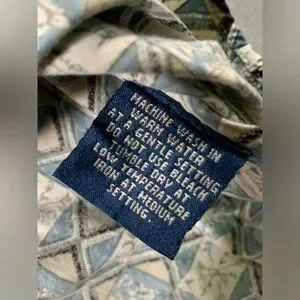 MACHINE WASH IN
WARM WATER
AT A GENTLE SETTING
DO NOT USE BLEACH
TUMBLE DRY AT
LOW TEMPERATURE
IRON AT MEDIUM
SETTING.